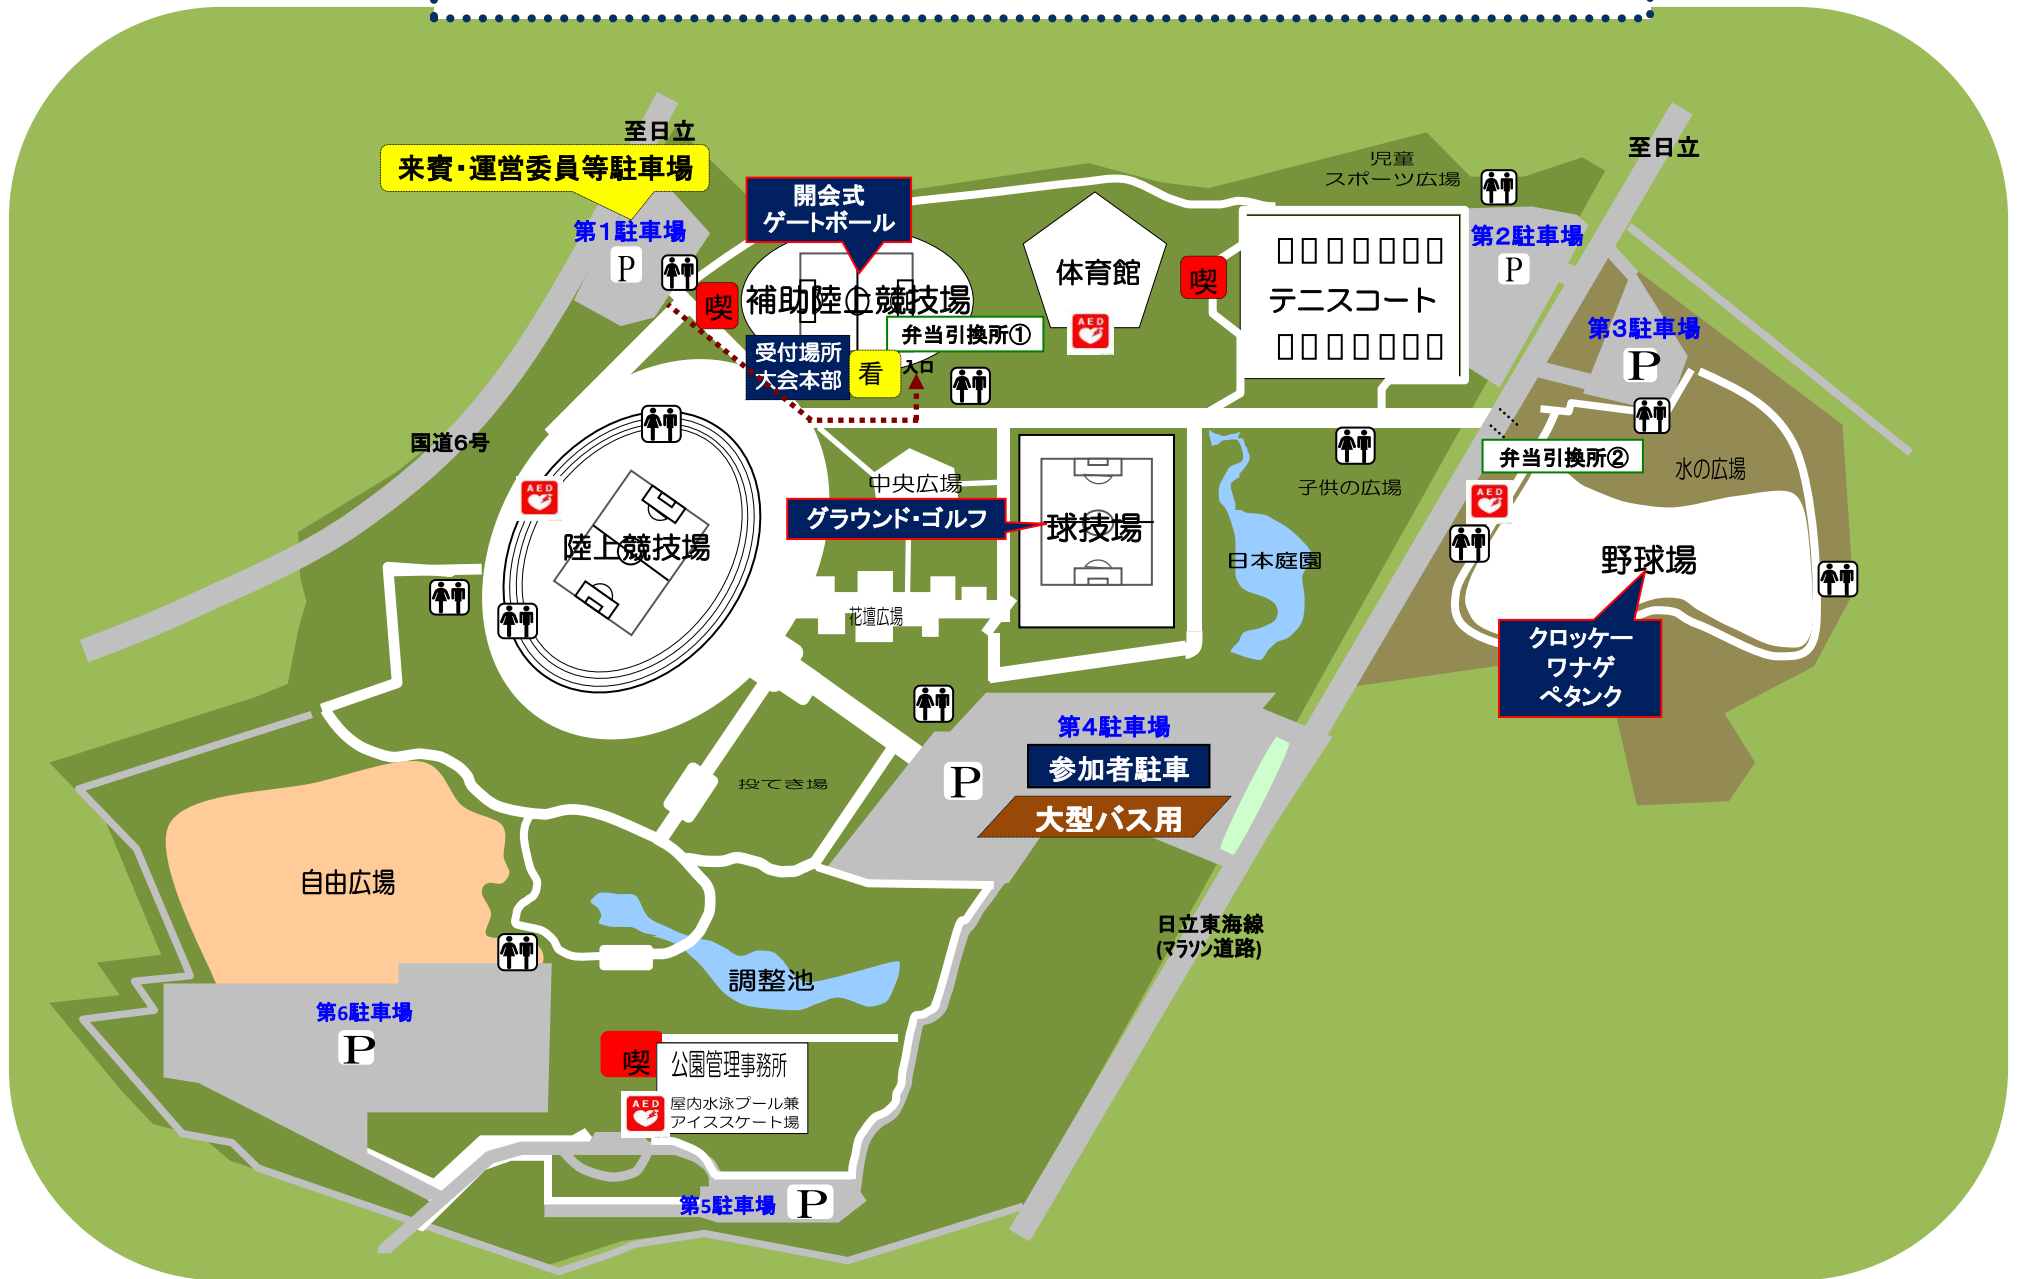 至日立
来賓・運営委員等駐車場
第1駐車場
P
開会式
ゲートボール
喫
補助陸上競技場
弁当引換所①
受付場所
大会本部
看
入口
体育館
AED
喫
テニスコート
児童
スポーツ広場
至日立
第2駐車場
P
第3駐車場
P
弁当引換所②
水の広場
AED
野球場
クロッケー
ワナゲ
ペタンク
国道6号
AED
陸上競技場
中央広場
グラウンド・ゴルフ
球技場
花壇広場
日本庭園
子供の広場
第4駐車場
P
参加者駐車
大型バス用
投てき場
自由広場
日立東海線
(マラソン道路)
調整池
第6駐車場
P
喫
公園管理事務所
AED
屋内水泳プール兼
アイススケート場
第5駐車場
P